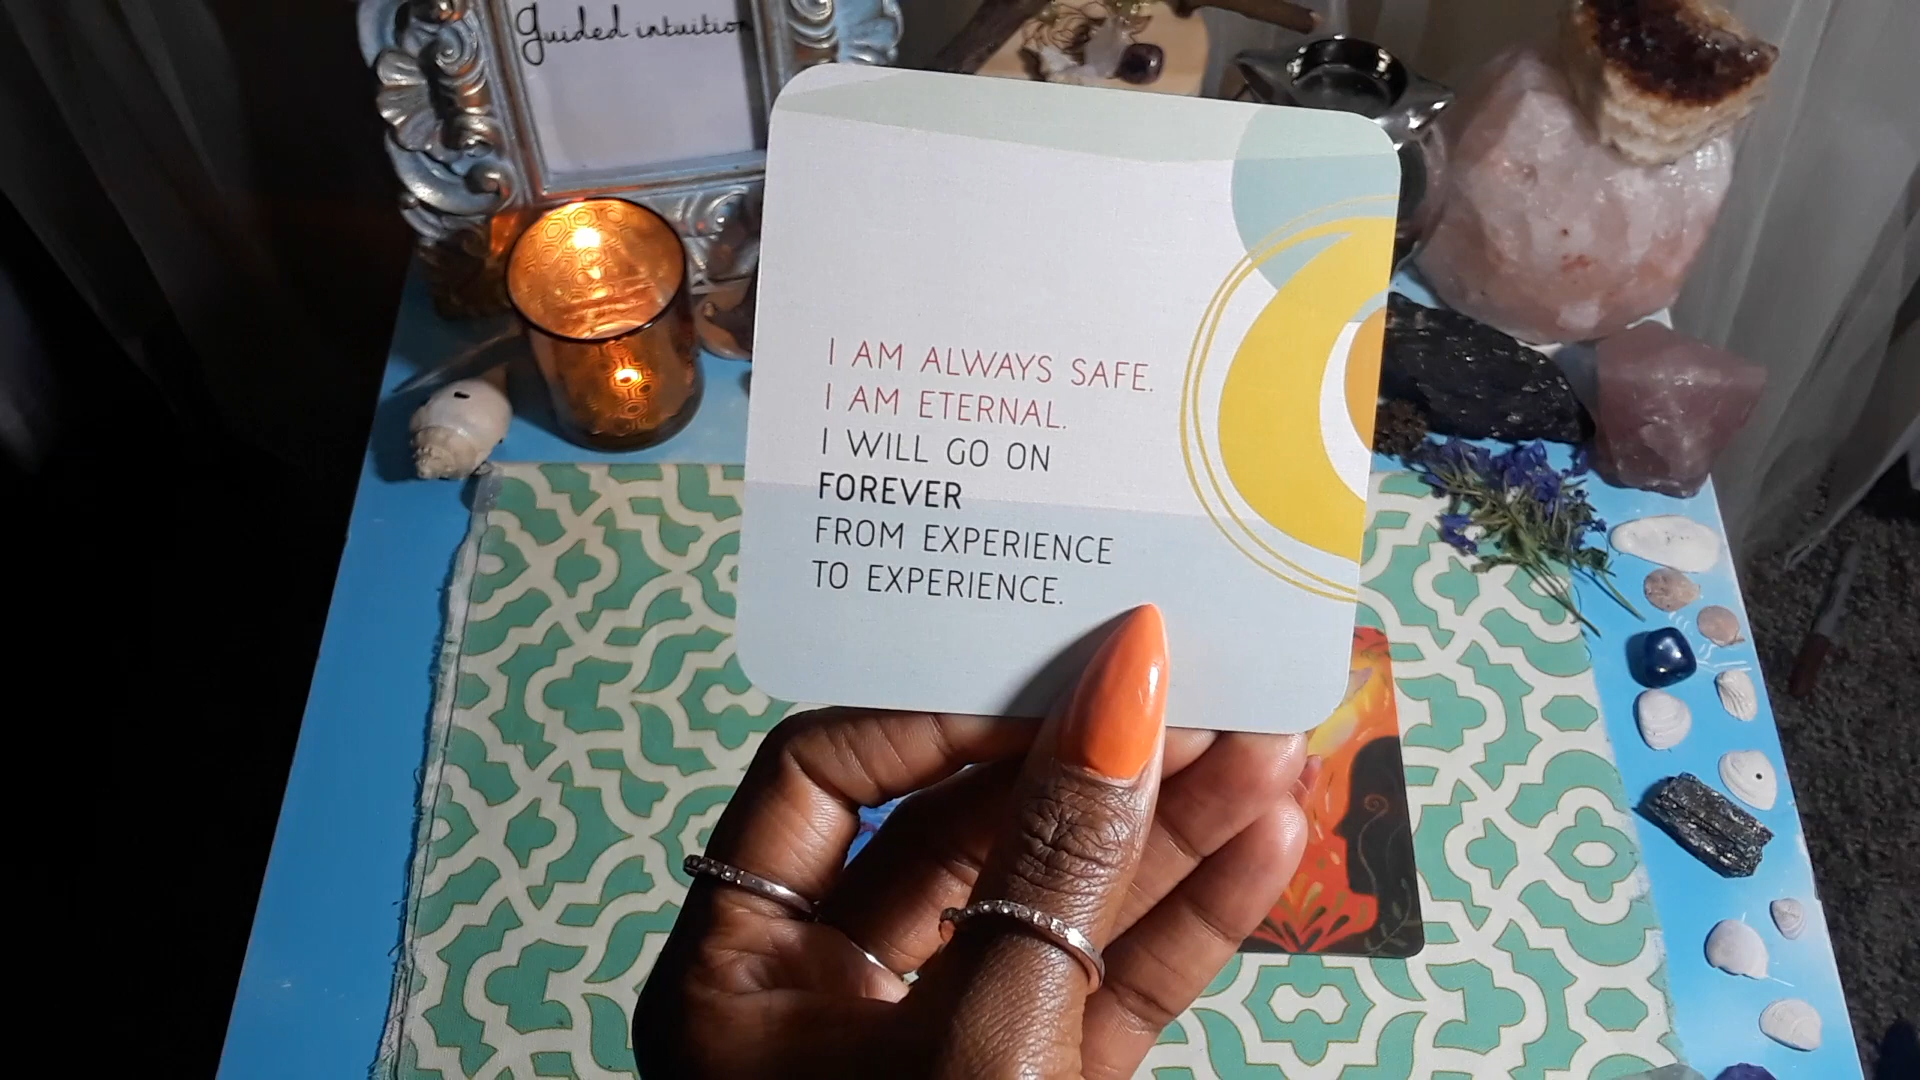 Guided intuition
I AM ALWAYS SAFE.
I AM ETERNAL.
I WILL GO ON
FOREVER
FROM EXPERIENCE
TO EXPERIENCE.